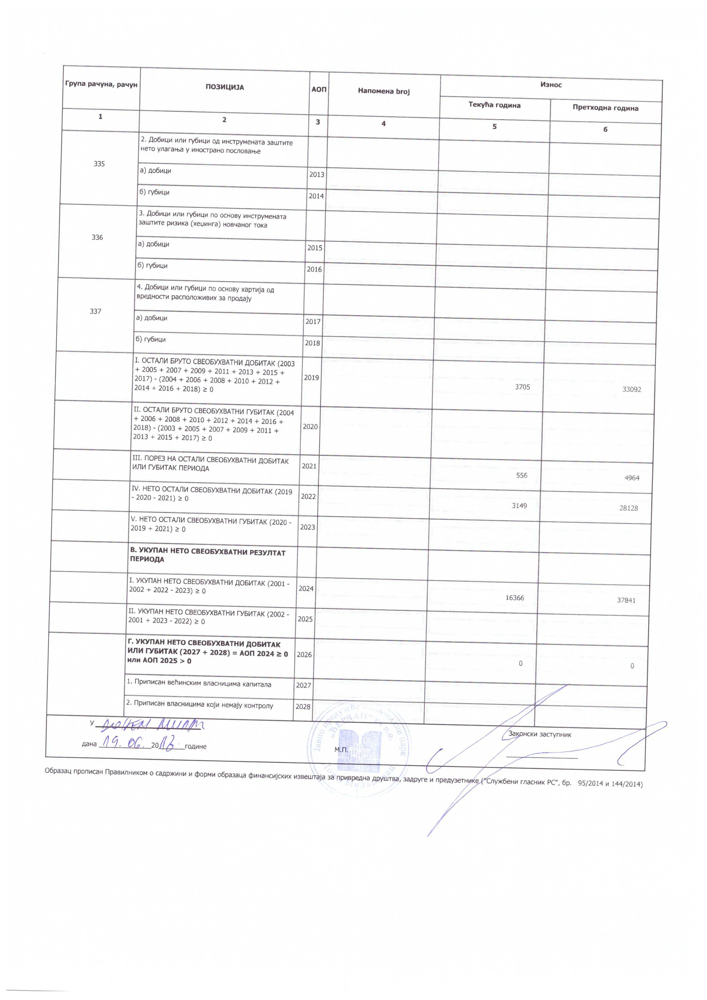 Група рачуна, рачун
ПОЗИЦИЈА
АОП
Напомена broj
Износ
Текућа година
Претходна година
1
2
3
4
5
6
335
2. Добици или губици од инструмената заштите
нето улагања у инострано пословање
а) добици
2013
б) губици
2014
336
3. Добици или губици по основу инструмената
заштите ризика (хеџинга) новчаног тока
а) добици
2015
б) губици
2016
337
4. Добици или губици по основу хартија од
вредности расположивих за продају
а) добици
2017
б) губици
2018
I. ОСТАЛИ БРУТО СВЕОБУХВАТНИ ДОБИТАК (2003
+ 2005 + 2007 + 2009 + 2011 + 2013 + 2015 +
2017) - (2004 + 2006 + 2008 + 2010 + 2012 +
2014 + 2016 + 2018) ≥ 0
2019
3705
33092
II. ОСТАЛИ БРУТО СВЕОБУХВАТНИ ГУБИТАК (2004
+ 2006 + 2008 + 2010 + 2012 + 2014 + 2016 +
2018) - (2003 + 2005 + 2007 + 2009 + 2011 +
2013 + 2015 + 2017) ≥ 0
2020
III. ПОРЕЗ НА ОСТАЛИ СВЕОБУХВАТНИ ДОБИТАК
ИЛИ ГУБИТАК ПЕРИОДА
2021
556
4964
IV. НЕТО ОСТАЛИ СВЕОБУХВАТНИ ДОБИТАК (2019
- 2020 - 2021) ≥ 0
2022
3149
28128
V. НЕТО ОСТАЛИ СВЕОБУХВАТНИ ГУБИТАК (2020 -
2019 + 2021) ≥ 0
2023
В. УКУПАН НЕТО СВЕОБУХВАТНИ РЕЗУЛТАТ
ПЕРИОДА
I. УКУПАН НЕТО СВЕОБУХВАТНИ ДОБИТАК (2001 -
2002 + 2022 - 2023) ≥ 0
2024
16366
37841
II. УКУПАН НЕТО СВЕОБУХВАТНИ ГУБИТАК (2002 -
2001 + 2023 - 2022) ≥ 0
2025
Г. УКУПАН НЕТО СВЕОБУХВАТНИ ДОБИТАК
ИЛИ ГУБИТАК (2027 + 2028) = АОП 2024 ≥ 0
или АОП 2025 > 0
2026
0
0
1. Приписан већинским власницима капитала
2027
2. Приписан власницима који немају контролу
2028
У
дана 19. 06. 2018. године
М.П.
Законски заступник
Јавно предузеће национални парк
„ЂЕРДАП" са п.о.
Доњи Милановац
Образац прописан Правилником о садржини и форми образаца финансијских извештаја за привредна друштва, задруге и предузетнике ("Службени гласник РС", бр. 95/2014 и 144/2014)